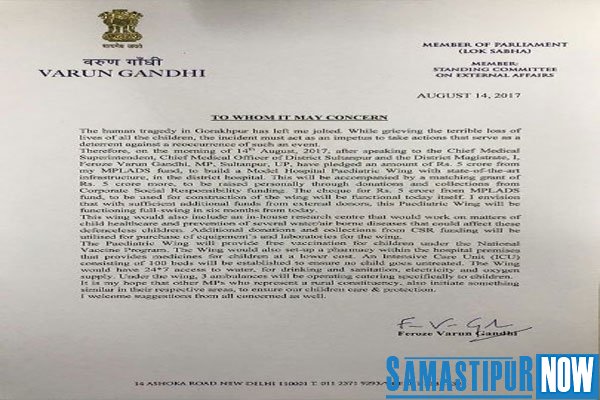 वरुण गाँधी
VARUN GANDHI
MEMBER OF PARLIAMENT
(LOK SABHA)
MEMBER:
STANDING COMMITTEE
ON EXTERNAL AFFAIRS
AUGUST 14, 2017
TO WHOM IT MAY CONCERN
The human tragedy in Gorakhpur has left me jolted. While grieving the terrible loss of
lives of all the children, the incident must act as an impetus to take actions that serve as a
deterrent against a reoccurrence of such an event.
Therefore, on the morning of 14th August, 2017, after speaking to the Chief Medical
Superintendent, Chief Medical Officer of District Sultanpur and the District Magistrate, I,
Feroze Varun Gandhi, MP, Sultanpur, UP, have pledged an amount of Rs. 5 crore from
my MPLADS fund, to build a Model Hospital Paediatric Wing with state-of-the-art
infrastructure, in the district hospital. This will be accompanied by a matching grant of
Rs. 5 crore more, to be raised personally through donations and collections from
Corporate Social Responsibility funding. The cheque for Rs. 5 crore from MPLADS
fund, to be used for construction of the wing will be functional today itself. I envision
that with sufficient additional funds from external donors, this Paediatric Wing will be
functioning full-swing in six months from today.
This wing would also include an in-house research centre that would work on matters of
child healthcare and prevention of several water/air borne diseases that could affect these
defenceless children. Additional donations and collections from CSR funding will be
utilised for purchase of equipment's and laboratories for the wing.
The Paediatric Wing will provide free vaccination for children under the National
Vaccine Program. The Wing would also set-up a pharmacy within the hospital premises
that provides medicines for children at a lower cost. An Intensive Care Unit (ICU)
consisting of 100 beds will be established to ensure no child goes untreated. The Wing
would have 24*7 access to water, for drinking and sanitation, electricity and oxygen
supply. Under the wing, 3 ambulances will be operating catering specifically to children.
It is my hope that other MPs who represent a rural constituency, also initiate something
similar in their respective areas, to ensure our children care & protection.
I welcome suggestions from all concerned as well.
Feroze Varun Gandhi
SAMASTIPUR NOW
14 ASHOKA ROAD NEW DELHI 110001 T: 011 2371